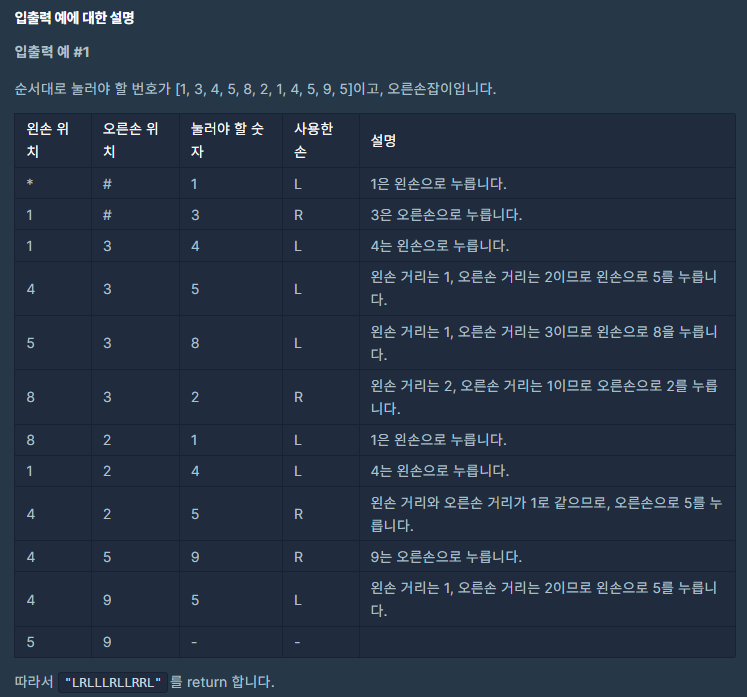 입출력 예에 대한 설명
입출력 예 #1
순서대로 눌러야 할 번호가 [1, 3, 4, 5, 8, 2, 1, 4, 5, 9, 5]이고, 오른손잡이입니다.
왼손 위치 오른손 위치 눌러야 할 숫자 사용한 손 설명
* # 1 L 1은 왼손으로 누릅니다.
1 # 3 R 3은 오른손으로 누릅니다.
1 3 4 L 4는 왼손으로 누릅니다.
4 3 5 L 왼손 거리는 1, 오른손 거리는 2이므로 왼손으로 5를 누릅니다.
5 3 8 L 왼손 거리는 1, 오른손 거리는 3이므로 왼손으로 8을 누릅니다.
8 3 2 R 왼손 거리는 2, 오른손 거리는 1이므로 오른손으로 2를 누릅니다.
8 2 1 L 1은 왼손으로 누릅니다.
1 2 4 L 4는 왼손으로 누릅니다.
4 2 5 R 왼손 거리와 오른손 거리가 1로 같으므로, 오른손으로 5를 누릅니다.
4 5 9 R 9는 오른손으로 누릅니다.
4 9 5 L 왼손 거리는 1, 오른손 거리는 2이므로 왼손으로 5를 누릅니다.
5 9 - -
따라서 "LRLLLRLLRRL" 를 return 합니다.